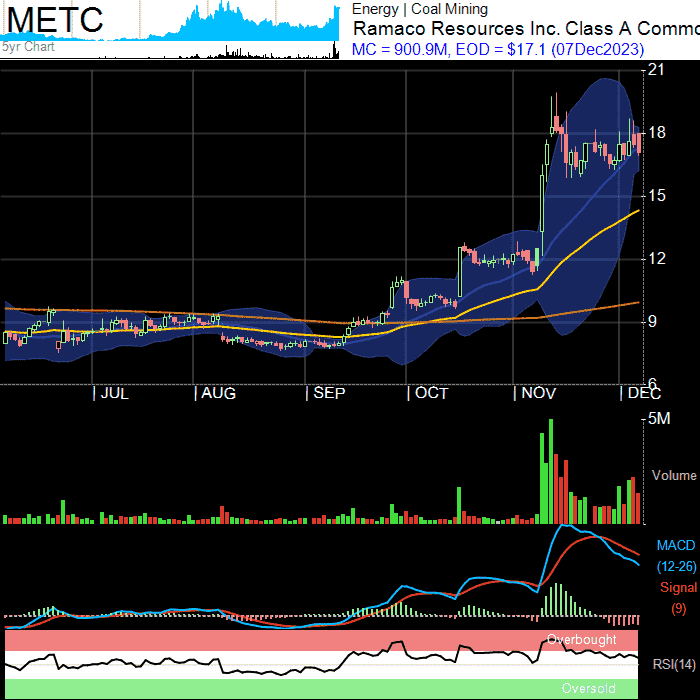 METC
5yr Chart
Energy | Coal Mining
Ramaco Resources Inc. Class A Commo
MC = 900.9M, EOD = $17.1 (07Dec2023)
21
18
15
12
9
6
JUL
AUG
SEP
OCT
NOV
DEC
5M
Volume
MACD
(12-26)
Signal
(9)
Overbought
RSI(14)
Oversold